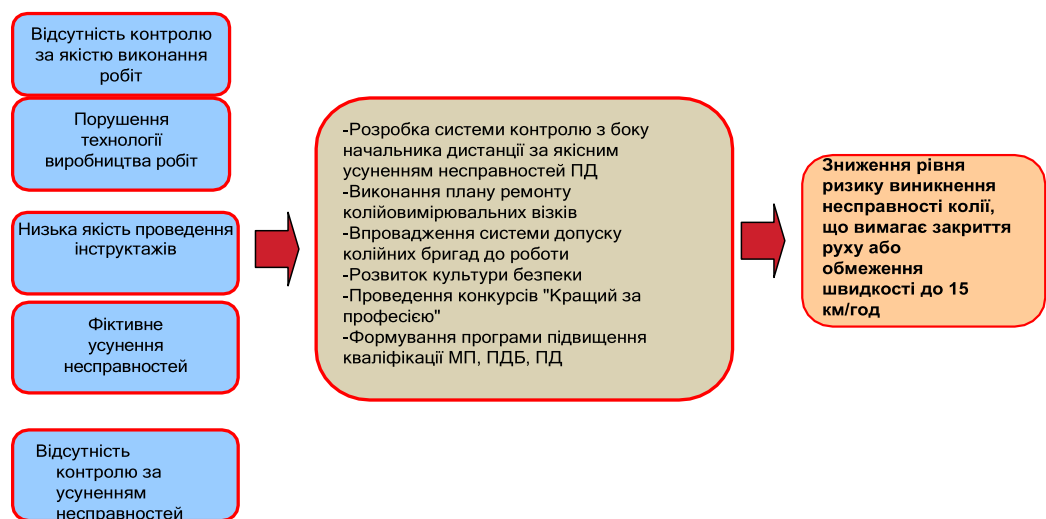 Відсутність контролю
за якістю виконання
робіт
Порушення
технології
виробництва робіт
Низька якість проведення
інструктажів
Фіктивне
усунення
несправностей
Відсутність
контролю за
усуненням
несправностей
-Розробка системи контролю з боку
начальника дистанції за якісним
усуненням несправностей ПД
-Виконання плану ремонту
колійовимірювальних візків
-Впровадження системи допуску
колійних бригад до роботи
-Розвиток культури безпеки
-Проведення конкурсів "Кращий за
професією"
-Формування програми підвищення
кваліфікації МП, ПДБ, ПД
Зниження рівня
ризику виникнення
несправності колії,
що вимагає закриття
руху або
обмеження
швидкості до 15
км/год